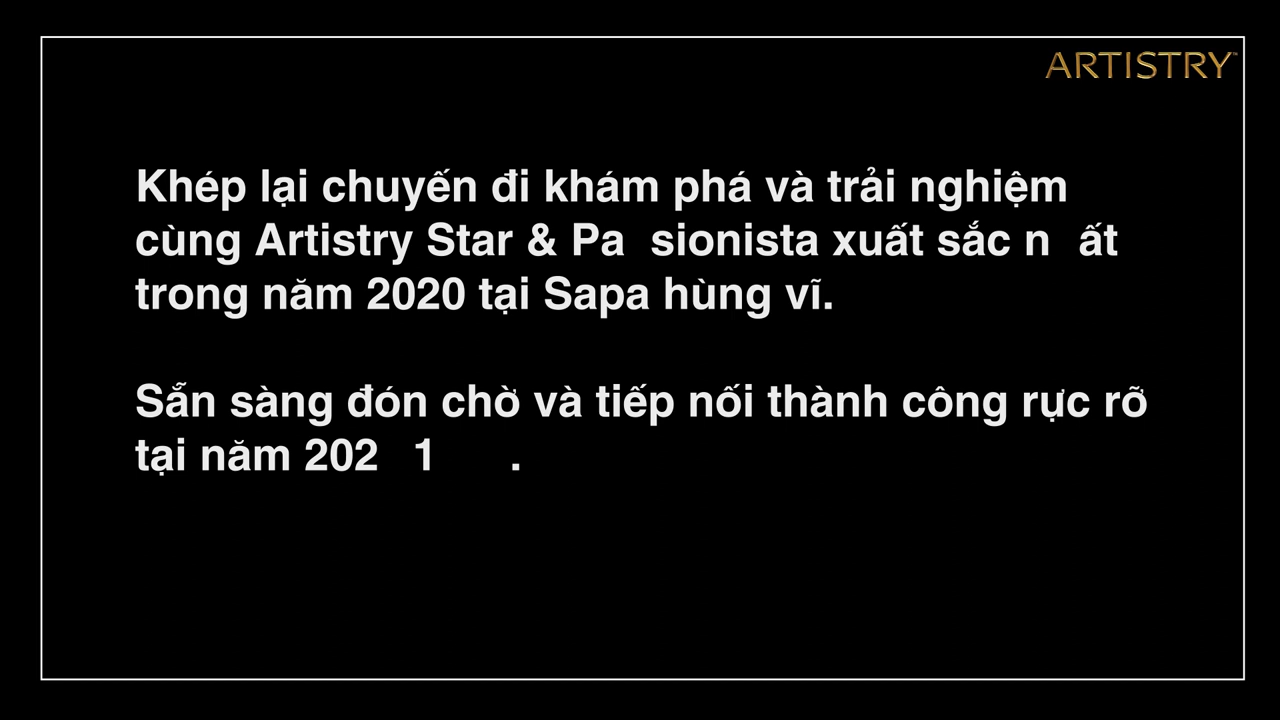 ARTISTRY™
Khép lại chuyến đi khám phá và trải nghiệm
cùng Artistry Star & Pa sionista xuất sắc n ất
trong năm 2020 tại Sapa hùng vĩ.
Sẵn sàng đón chờ và tiếp nối thành công rực rỡ
tại năm 202 1 .